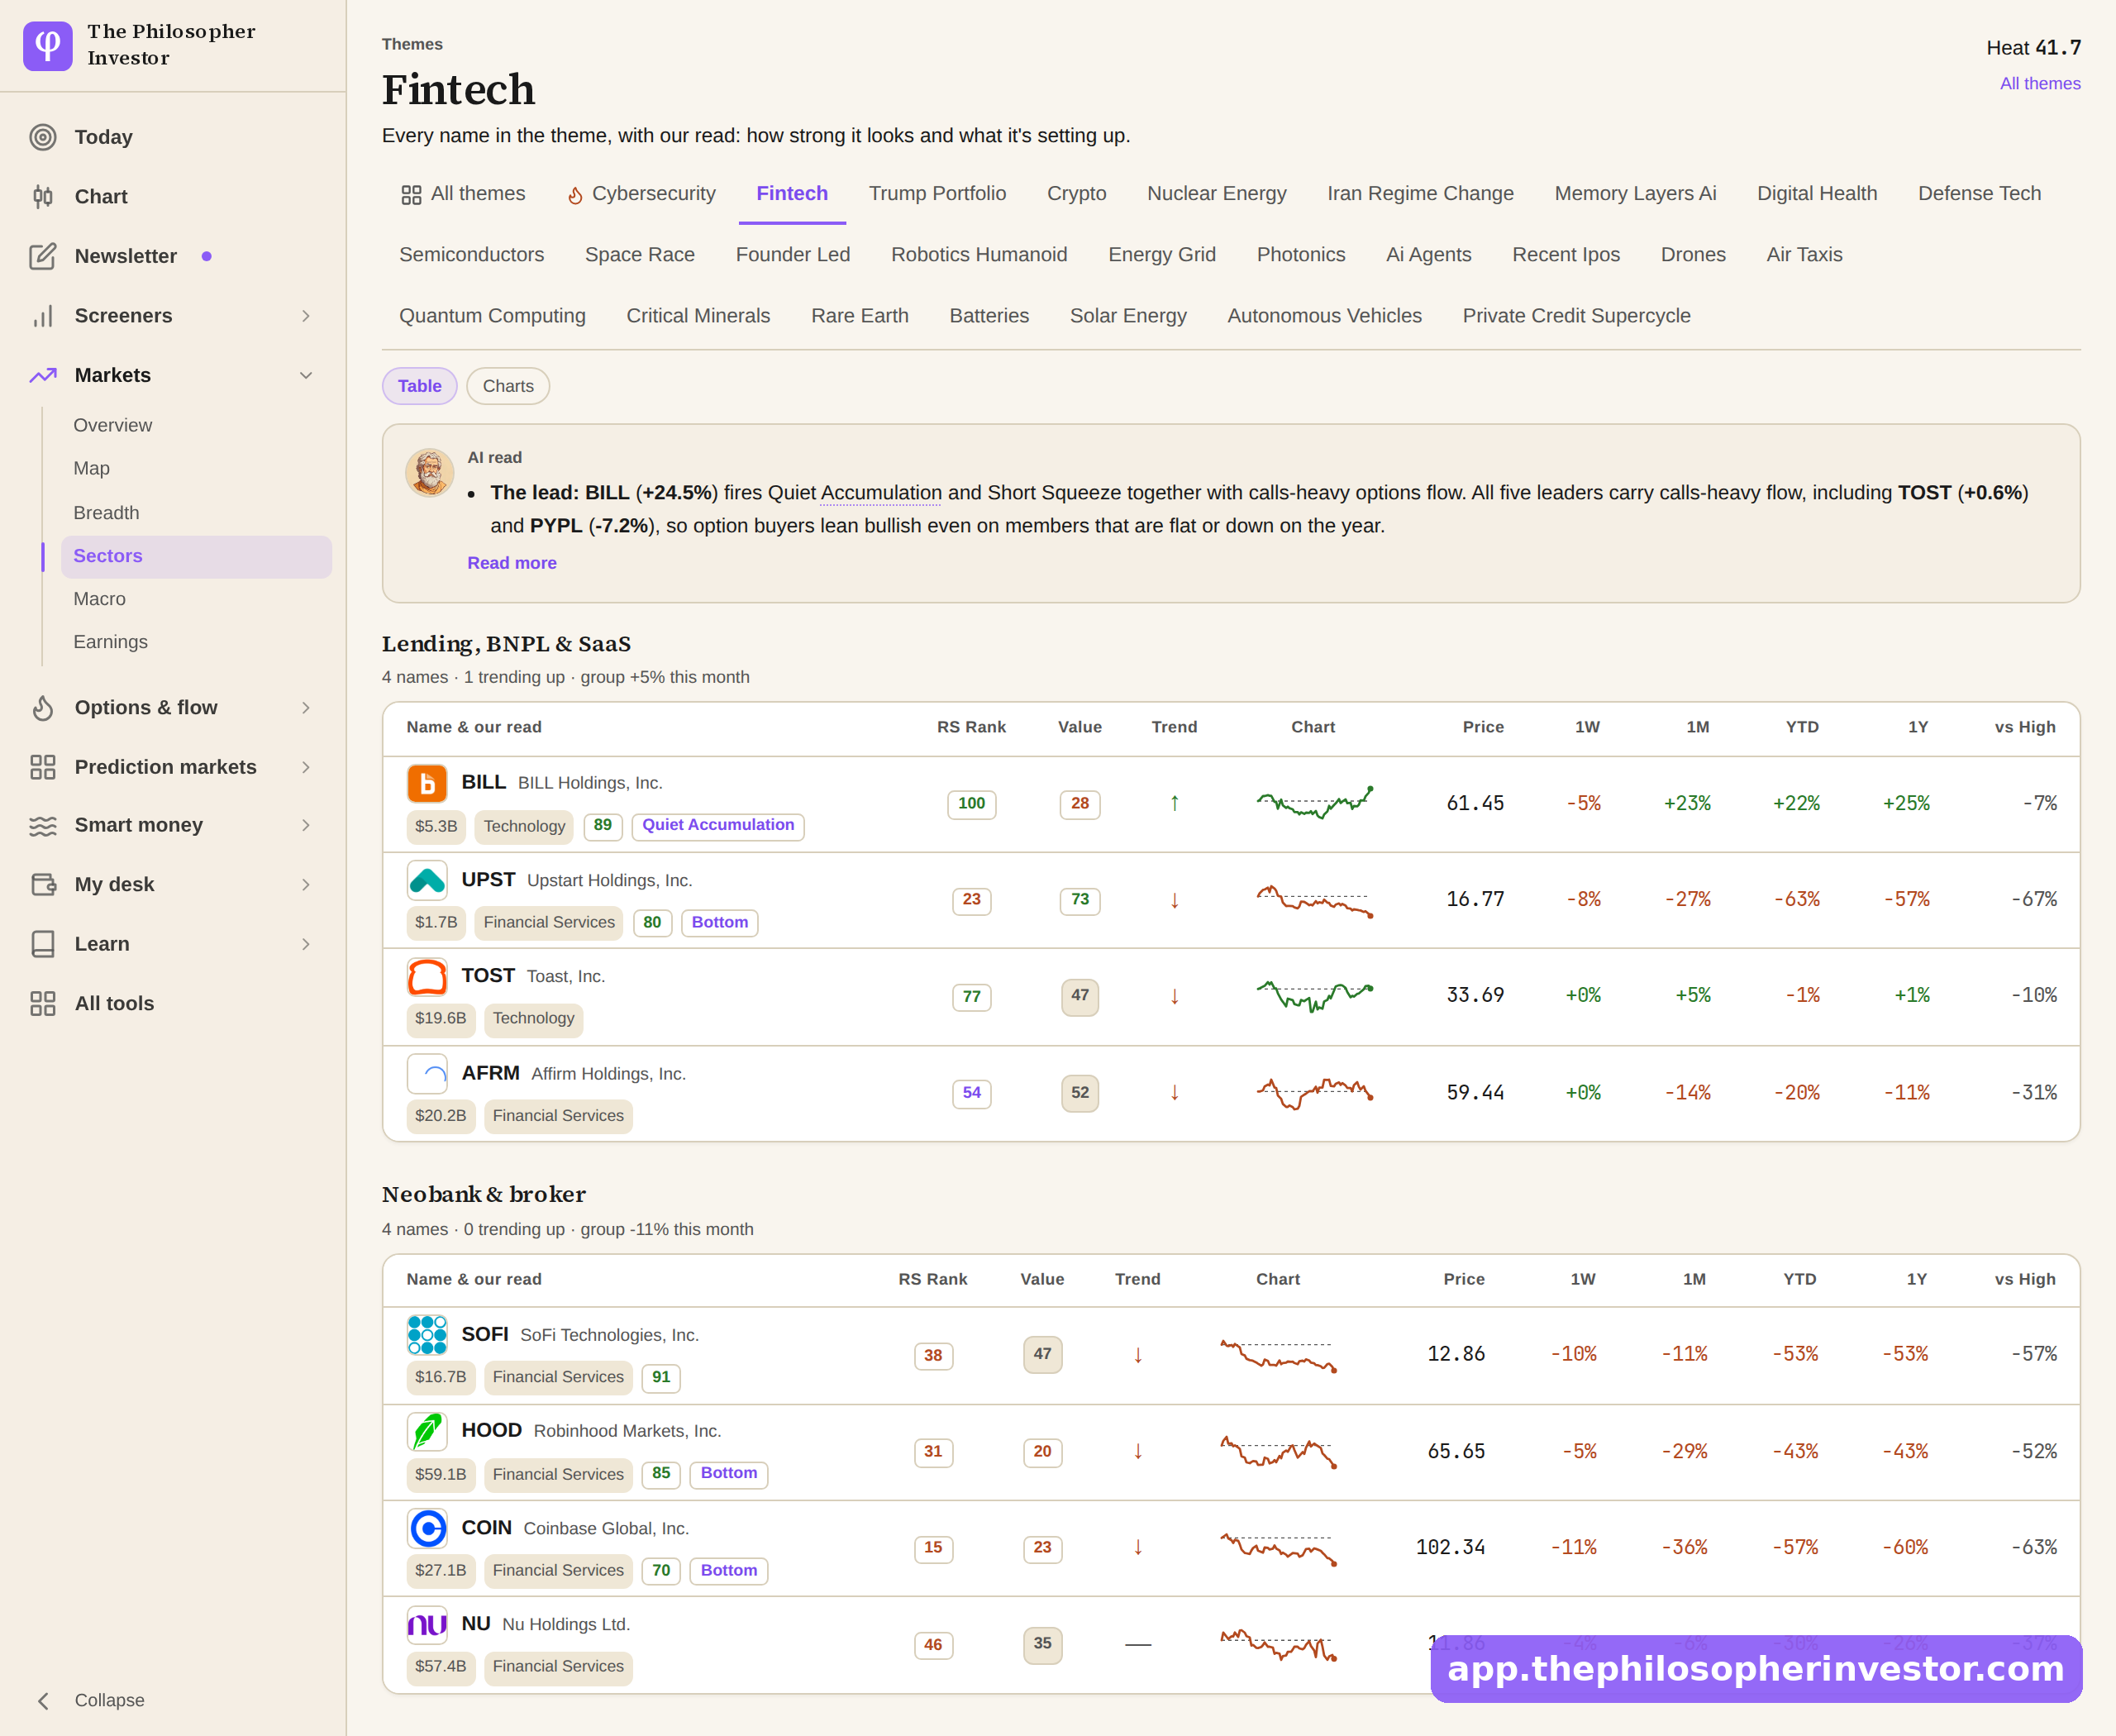 φ The Philosopher
Investor
Today
Chart
Newsletter
Screeners
Markets
Overview
Map
Breadth
Sectors
Macro
Earnings
Options & flow
Prediction markets
Smart money
My desk
Learn
All tools
Collapse
Themes
Heat 41.7
Fintech
All themes
Every name in the theme, with our read: how strong it looks and what it's setting up.
All themes Cybersecurity Fintech Trump Portfolio Crypto Nuclear Energy Iran Regime Change Memory Layers Ai Digital Health Defense Tech
Semiconductors Space Race Founder Led Robotics Humanoid Energy Grid Photonics Ai Agents Recent Ipos Drones Air Taxis
Quantum Computing Critical Minerals Rare Earth Batteries Solar Energy Autonomous Vehicles Private Credit Supercycle
Table Charts
AI read
• The lead: BILL (+24.5%) fires Quiet Accumulation and Short Squeeze together with calls-heavy options flow. All five leaders carry calls-heavy flow, including TOST (+0.6%)
and PYPL (-7.2%), so option buyers lean bullish even on members that are flat or down on the year.
Read more
Lending, BNPL & SaaS
4 names · 1 trending up · group +5% this month
Name & our read RS Rank Value Trend Chart Price 1W 1M YTD 1Y vs High
BILL BILL Holdings, Inc.
100 28 ↑ 61.45 -5% +23% +22% +25% -7%
$5.3B Technology 89 Quiet Accumulation
UPST Upstart Holdings, Inc.
23 73 ↓ 16.77 -8% -27% -63% -57% -67%
$1.7B Financial Services 80 Bottom
TOST Toast, Inc.
77 47 ↓ 33.69 +0% +5% -1% +1% -10%
$19.6B Technology
AFRM Affirm Holdings, Inc.
54 52 ↓ 59.44 +0% -14% -20% -11% -31%
$20.2B Financial Services
Neobank & broker
4 names · 0 trending up · group -11% this month
Name & our read RS Rank Value Trend Chart Price 1W 1M YTD 1Y vs High
SOFI SoFi Technologies, Inc.
38 47 ↓ 12.86 -10% -11% -53% -53% -57%
$16.7B Financial Services 91
HOOD Robinhood Markets, Inc.
31 20 ↓ 65.65 -5% -29% -43% -43% -52%
$59.1B Financial Services 85 Bottom
COIN Coinbase Global, Inc.
15 23 ↓ 102.34 -11% -36% -57% -60% -63%
$27.1B Financial Services 70 Bottom
nu NU Nu Holdings Ltd.
46 35 — 11.86 -4% -6% -30% -26% -37%
$57.4B Financial Services
app.thephilosopherinvestor.com